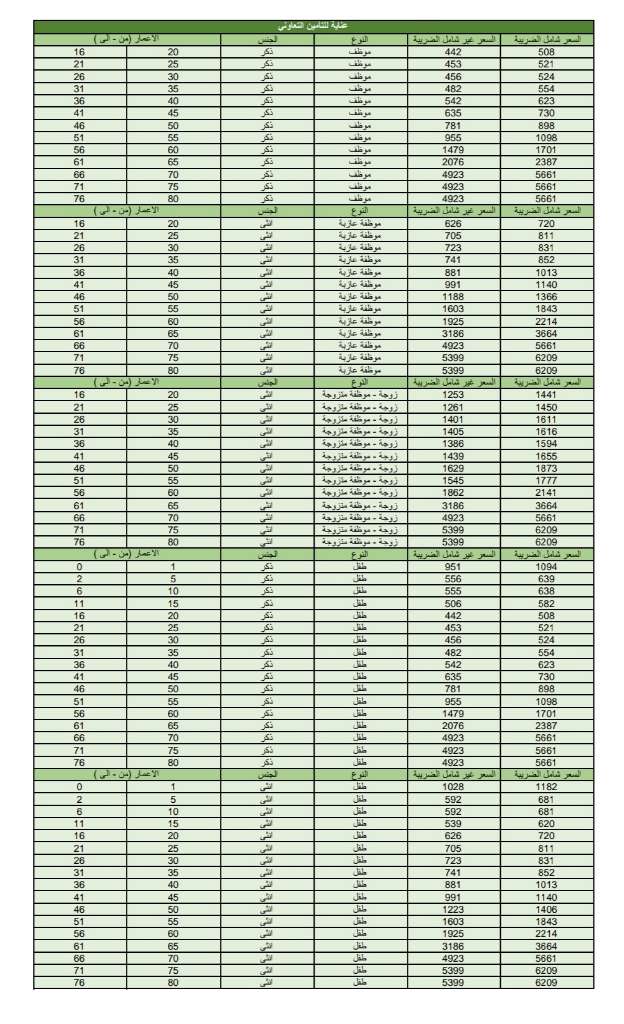 عناية للتامين التعاوني
الاعمار (من - الى ) الجنس النوع السعر غير شامل الضريبة السعر شامل الضريبة
16 20 ذكر موظف 442 508
21 25 ذكر موظف 453 521
26 30 ذكر موظف 456 524
31 35 ذكر موظف 482 554
36 40 ذكر موظف 542 623
41 45 ذكر موظف 635 730
46 50 ذكر موظف 781 898
51 55 ذكر موظف 955 1098
56 60 ذكر موظف 1479 1701
61 65 ذكر موظف 2076 2387
66 70 ذكر موظف 4923 5661
71 75 ذكر موظف 4923 5661
76 80 ذكر موظف 4923 5661
الاعمار (من - الى ) الجنس النوع السعر غير شامل الضريبة السعر شامل الضريبة
16 20 انثى موظفة عازبة 626 720
21 25 انثى موظفة عازبة 705 811
26 30 انثى موظفة عازبة 723 831
31 35 انثى موظفة عازبة 741 852
36 40 انثى موظفة عازبة 881 1013
41 45 انثى موظفة عازبة 991 1140
46 50 انثى موظفة عازبة 1188 1366
51 55 انثى موظفة عازبة 1603 1843
56 60 انثى موظفة عازبة 1925 2214
61 65 انثى موظفة عازبة 3186 3664
66 70 انثى موظفة عازبة 4923 5661
71 75 انثى موظفة عازبة 5399 6209
76 80 انثى موظفة عازبة 5399 6209
الاعمار (من - الى ) الجنس النوع السعر غير شامل الضريبة السعر شامل الضريبة
16 20 انثى زوجة - موظفة متزوجة 1253 1441
21 25 انثى زوجة - موظفة متزوجة 1261 1450
26 30 انثى زوجة - موظفة متزوجة 1401 1611
31 35 انثى زوجة - موظفة متزوجة 1405 1616
36 40 انثى زوجة - موظفة متزوجة 1386 1594
41 45 انثى زوجة - موظفة متزوجة 1439 1655
46 50 انثى زوجة - موظفة متزوجة 1629 1873
51 55 انثى زوجة - موظفة متزوجة 1545 1777
56 60 انثى زوجة - موظفة متزوجة 1862 2141
61 65 انثى زوجة - موظفة متزوجة 3186 3664
66 70 انثى زوجة - موظفة متزوجة 4923 5661
71 75 انثى زوجة - موظفة متزوجة 5399 6209
76 80 انثى زوجة - موظفة متزوجة 5399 6209
الاعمار (من - الى ) الجنس النوع السعر غير شامل الضريبة السعر شامل الضريبة
0 1 ذكر طفل 951 1094
2 5 ذكر طفل 556 639
6 10 ذكر طفل 555 638
11 15 ذكر طفل 506 582
16 20 ذكر طفل 442 508
21 25 ذكر طفل 453 521
26 30 ذكر طفل 456 524
31 35 ذكر طفل 482 554
36 40 ذكر طفل 542 623
41 45 ذكر طفل 635 730
46 50 ذكر طفل 781 898
51 55 ذكر طفل 955 1098
56 60 ذكر طفل 1479 1701
61 65 ذكر طفل 2076 2387
66 70 ذكر طفل 4923 5661
71 75 ذكر طفل 4923 5661
76 80 ذكر طفل 4923 5661
الاعمار (من - الى ) الجنس النوع السعر غير شامل الضريبة السعر شامل الضريبة
0 1 انثى طفل 1028 1182
2 5 انثى طفل 592 681
6 10 انثى طفل 592 681
11 15 انثى طفل 539 620
16 20 انثى طفل 626 720
21 25 انثى طفل 705 811
26 30 انثى طفل 723 831
31 35 انثى طفل 741 852
36 40 انثى طفل 881 1013
41 45 انثى طفل 991 1140
46 50 انثى طفل 1223 1406
51 55 انثى طفل 1603 1843
56 60 انثى طفل 1925 2214
61 65 انثى طفل 3186 3664
66 70 انثى طفل 4923 5661
71 75 انثى طفل 5399 6209
76 80 انثى طفل 5399 6209